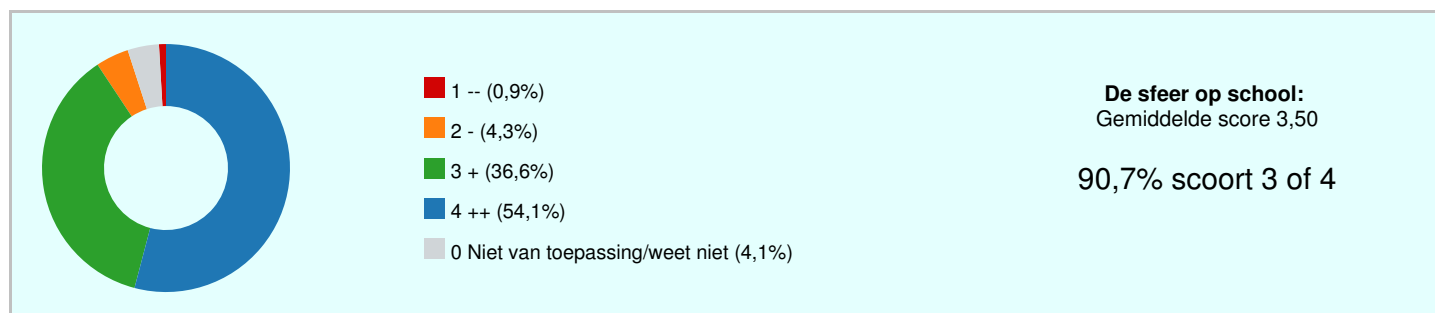 1 -- (0,9%)
2 - (4,3%)
3 + (36,6%)
4 ++ (54,1%)
0 Niet van toepassing/weet niet (4,1%)
De sfeer op school:
Gemiddelde score 3,50
90,7% scoort 3 of 4